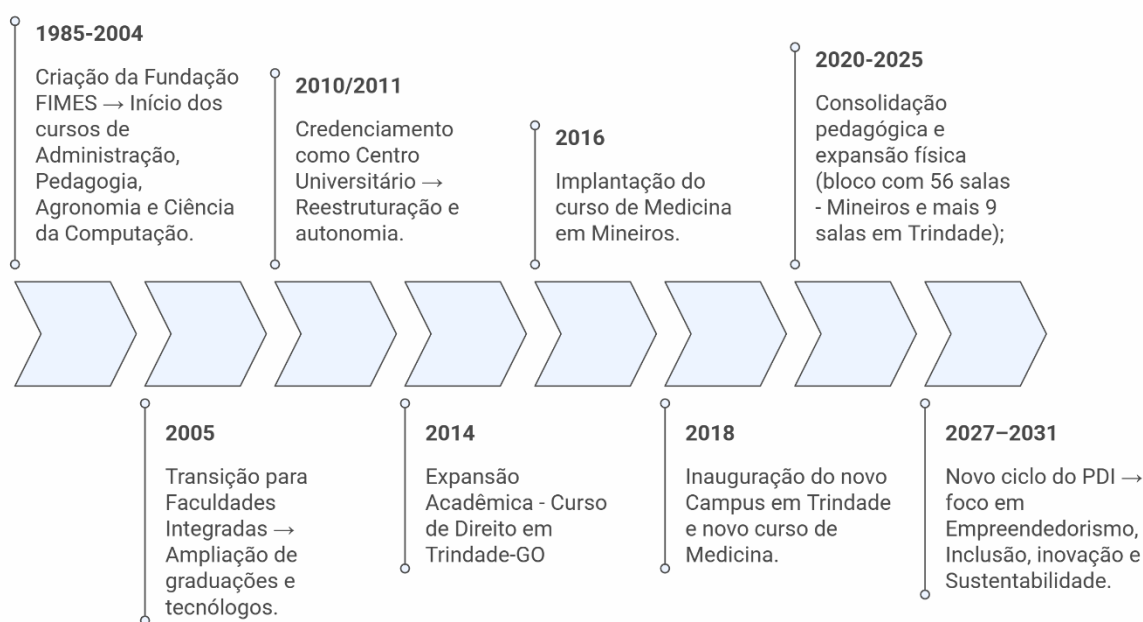 1985-2004
Criação da Fundação
FIMES → Início dos
cursos de
Administração,
Pedagogia,
Agronomia e Ciência
da Computação.
2005
Transição para
Faculdades
Integradas →
Ampliação de
graduações e
tecnólogos.
2010/2011
Credenciamento
como Centro
Universitário →
Reestruturação e
autonomia.
2014
Expansão
Acadêmica - Curso
de Direito em
Trindade-GO
2016
Implantação do
curso de Medicina
em Mineiros.
2018
Inauguração do novo
Campus em Trindade
e novo curso de
Medicina.
2020-2025
Consolidação
pedagógica e
expansão física
(bloco com 56 salas
- Mineiros e mais 9
salas em Trindade);
2027–2031
Novo ciclo do PDI →
foco em
Empreendedorismo,
Inclusão, inovação e
Sustentabilidade.